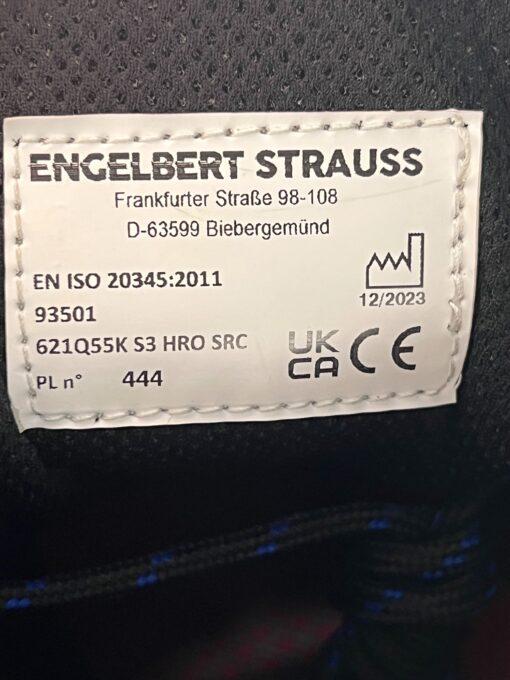 ENGELBERT STRAUSS
Frankfurter Straße 98-108
D-63599 Biebergemünd
EN ISO 20345:2011
93501
621Q55K S3 HRO SRC
PL n° 444
12/2023
UK
CA CE